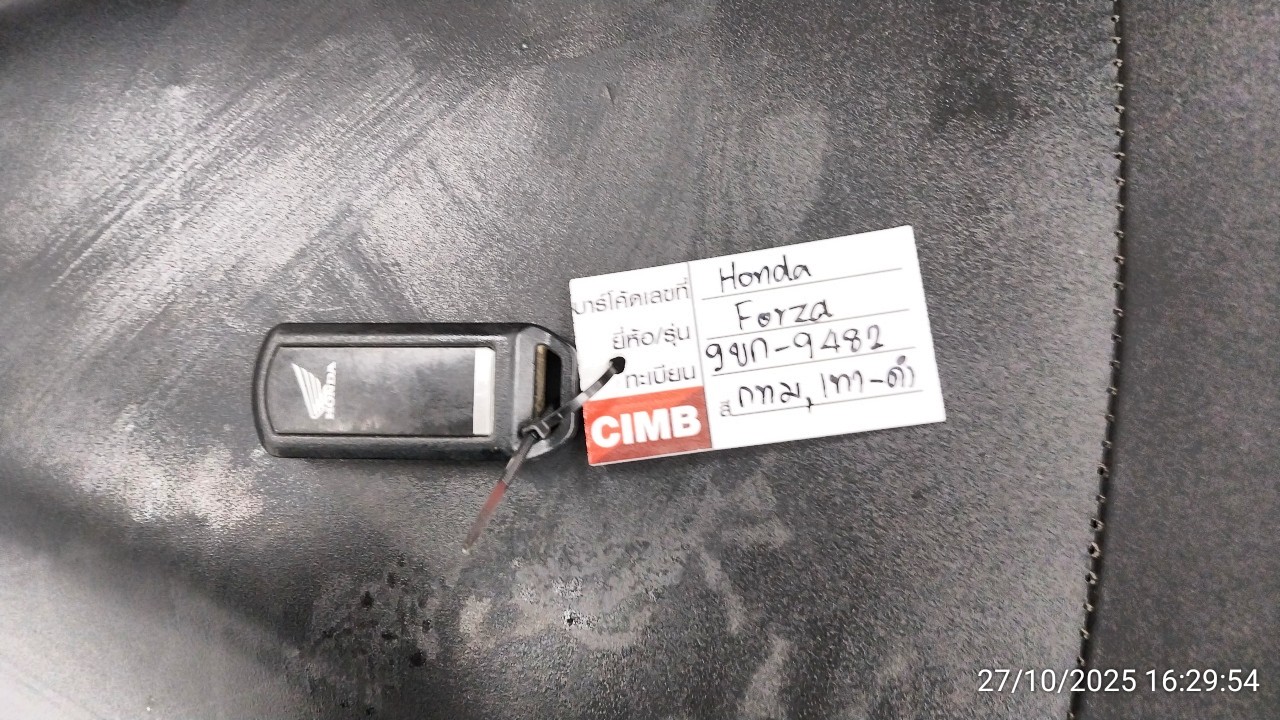 HONDA
บาร์โค้ดเลขที่ Honda
ยี่ห้อ/รุ่น Forza
ทะเบียน 9ขก-9482
สี กทม, เทา-ดำ
CIMB
27/10/2025 16:29:54